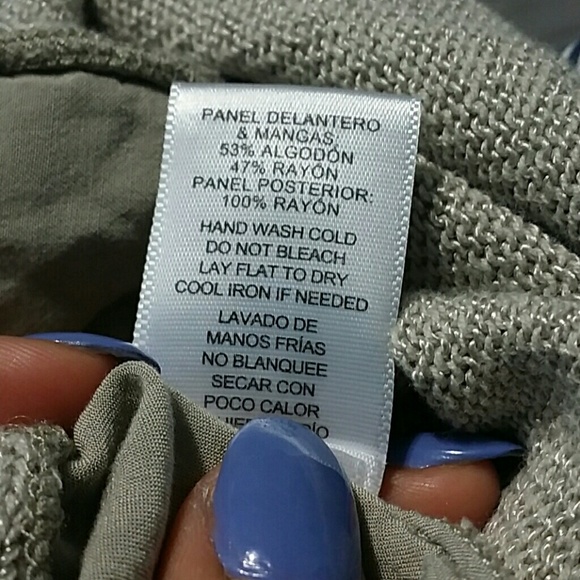 PANEL DELANTERO
& MANGAS,
53% ALGODÓN
47% RAYÓN
PANEL POSTERIOR:
100% RAYÓN
HAND WASH COLD
DO NOT BLEACH
LAY FLAT TO DRY
COOL IRON IF NEEDED
LAVADO DE
MANOS FRÍAS
NO BLANQUEE
SECAR CON
POCO CALOR